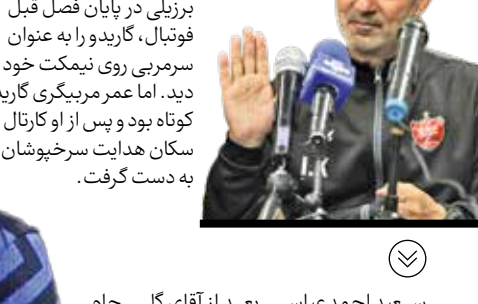 برزیلی در پایان فصل قبل
فوتبال، گاریدو را به عنوان
سرمربی روی نیمکت خود
دید. اما عمر مربیگری گارید
کوتاه بود و پس از او کارتال
سکان هدایت سرخپوشان
به دست گرفت.